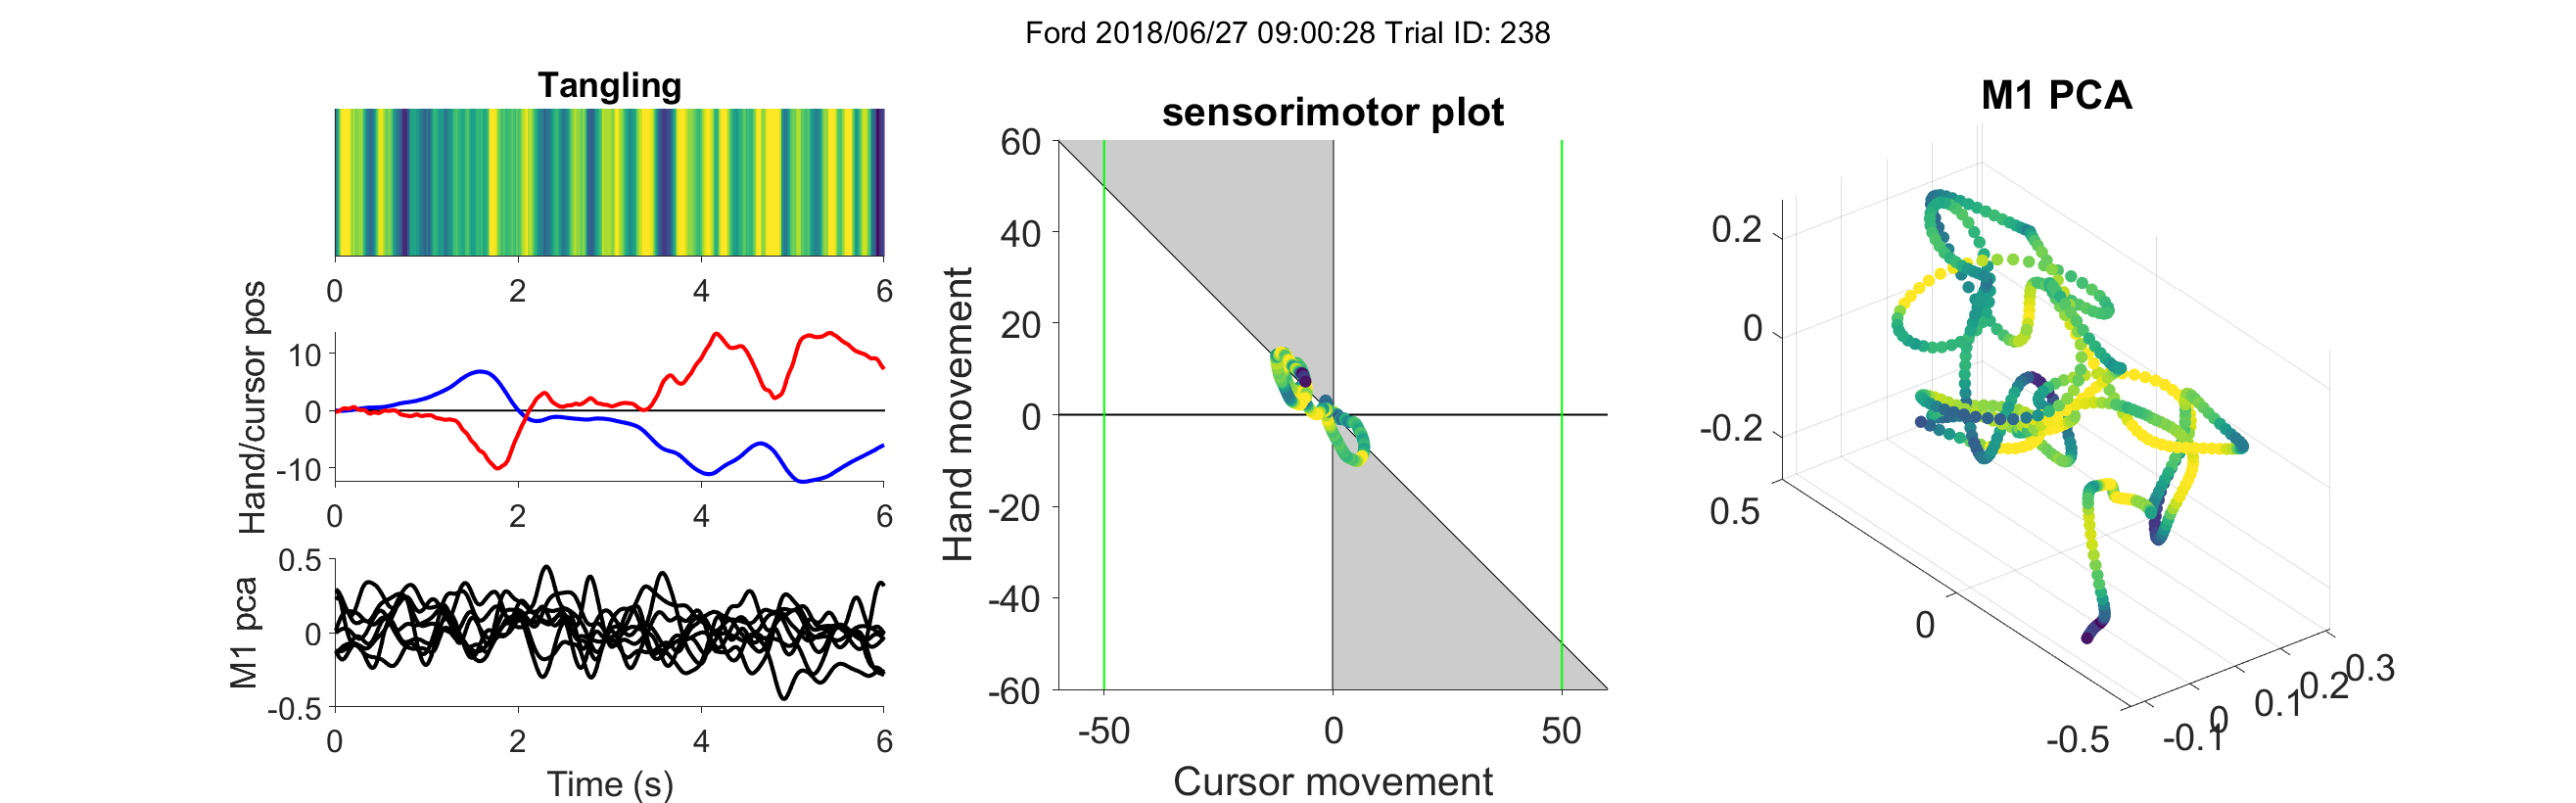 Ford 2018/06/27 09:00:28 Trial ID: 238
Tangling
0 2 4 6
Hand/cursor pos
10
0
-10
0 2 4 6
M1 pca
0.5
0
-0.5
0 2 4 6
Time (s)
sensorimotor plot
Hand movement
60
40
20
0
-20
-40
-60
-50 0 50
Cursor movement
M1 PCA
0.2
0
-0.2
0.5
0
-0.5
-0.1
0
0.1
0.2
0.3